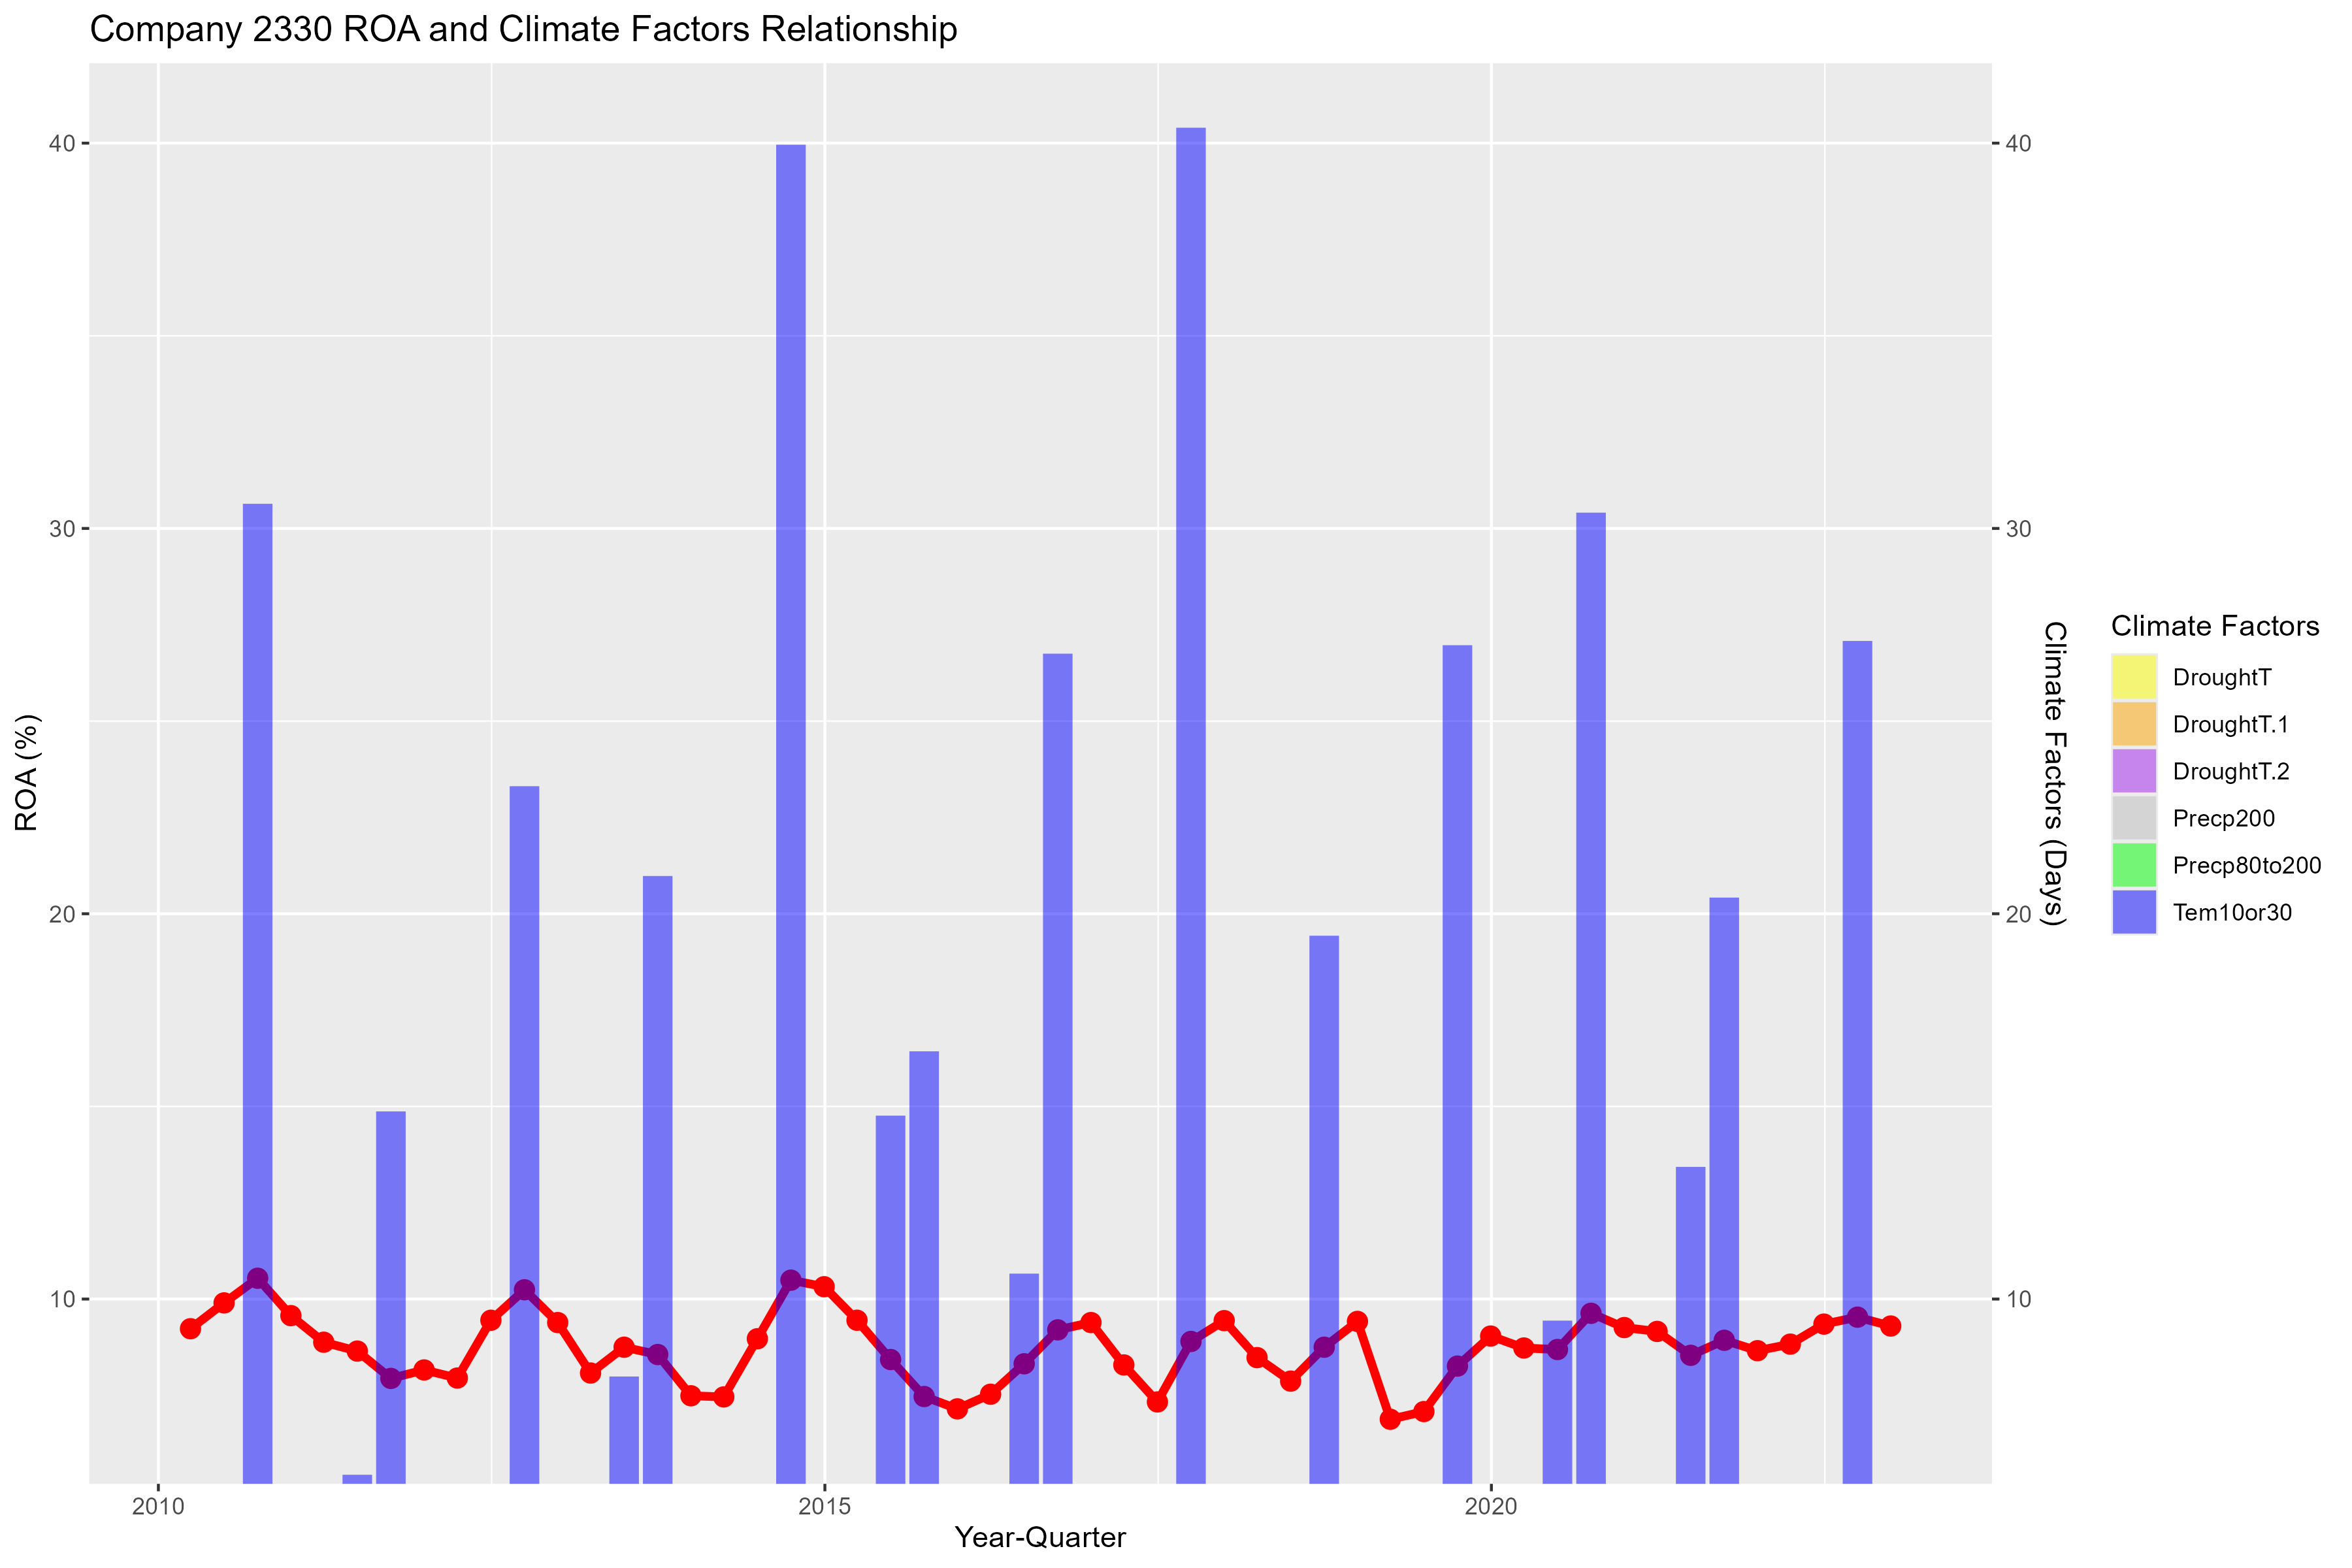 Company 2330 ROA and Climate Factors Relationship
40
30
20
10
ROA (%)
2010
2015
2020
Year-Quarter
40
30
20
10
Climate Factors (Days)
Climate Factors
DroughtT
DroughtT.1
DroughtT.2
Precp200
Precp80to200
Tem10or30